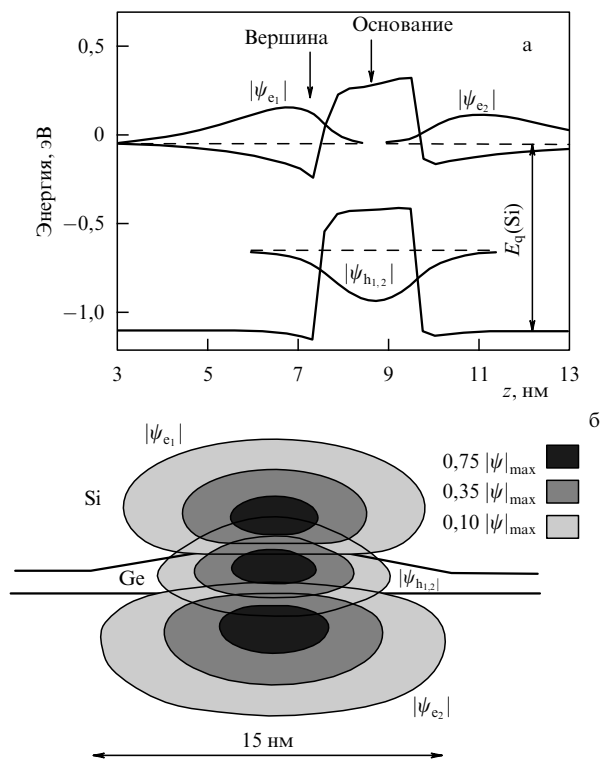 0,5
Вершина
Основание
а
|ψe1|
|ψe2|
0
Энергия, эВ
−0,5
|ψh1,2|
Eq(Si)
−1,0
3 5 7 9 11 13
z, нм
б
|ψe1|
0,75 |ψ|max
Si
0,35 |ψ|max
0,10 |ψ|max
Ge
|ψh1,2|
|ψe2|
15 нм